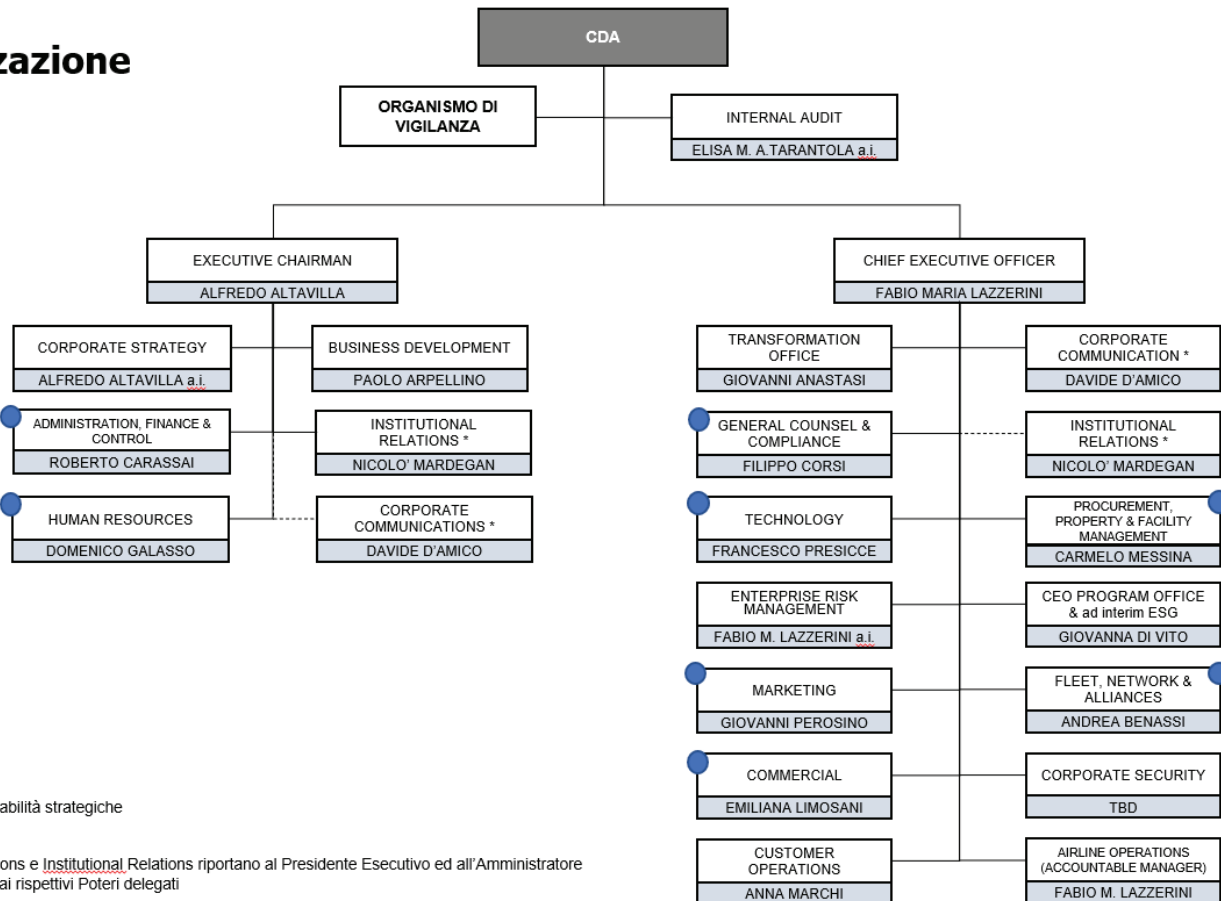 CDA
zazione
ORGANISMO DI
VIGILANZA
INTERNAL AUDIT
ELISA M. A.TARANTOLA a.i.
EXECUTIVE CHAIRMAN
ALFREDO ALTAVILLA
CHIEF EXECUTIVE OFFICER
FABIO MARIA LAZZERINI
CORPORATE STRATEGY
ALFREDO ALTAVILLA a.i.
BUSINESS DEVELOPMENT
PAOLO ARPELLINO
ADMINISTRATION, FINANCE &
CONTROL
ROBERTO CARASSAI
INSTITUTIONAL
RELATIONS *
NICOLO' MARDEGAN
HUMAN RESOURCES
DOMENICO GALASSO
CORPORATE
COMMUNICATIONS *
DAVIDE D'AMICO
TRANSFORMATION
OFFICE
GIOVANNI ANASTASI
CORPORATE
COMMUNICATION *
DAVIDE D'AMICO
GENERAL COUNSEL &
COMPLIANCE
FILIPPO CORSI
INSTITUTIONAL
RELATIONS *
NICOLO' MARDEGAN
TECHNOLOGY
FRANCESCO PRESICCE
PROCUREMENT,
PROPERTY & FACILITY
MANAGEMENT
CARMELO MESSINA
ENTERPRISE RISK
MANAGEMENT
FABIO M. LAZZERINI a.i.
CEO PROGRAM OFFICE
& ad interim ESG
GIOVANNA DI VITO
MARKETING
GIOVANNI PEROSINO
FLEET, NETWORK &
ALLIANCES
ANDREA BENASSI
COMMERCIAL
EMILIANA LIMOSANI
CORPORATE SECURITY
TBD
CUSTOMER
OPERATIONS
ANNA MARCHI
AIRLINE OPERATIONS
(ACCOUNTABLE MANAGER)
FABIO M. LAZZERINI
abilità strategiche
ons e Institutional Relations riportano al Presidente Esecutivo ed all'Amministratore
ai rispettivi Poteri delegati